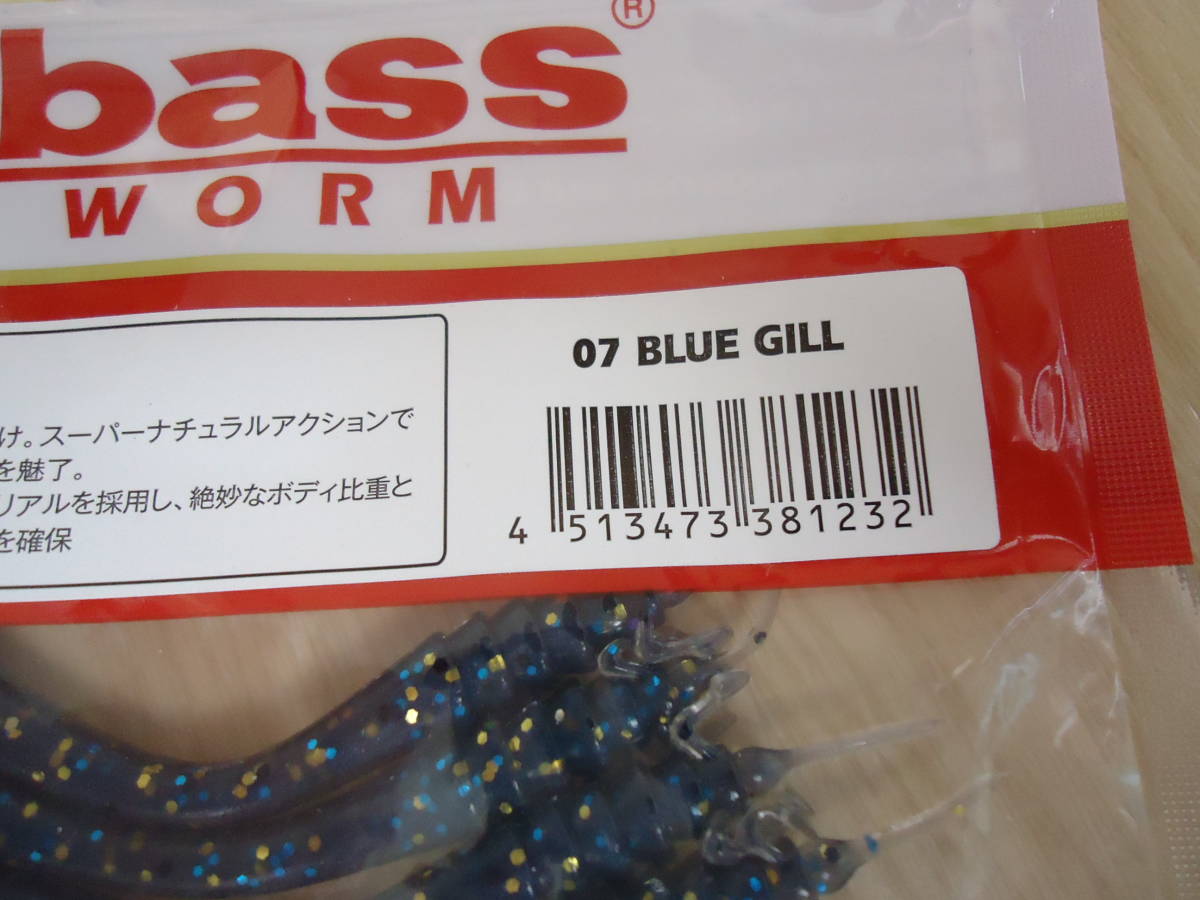 bass®
WORM
07 BLUE GILL
け。スーパーナチュラルアクションで
を魅了。
リアルを採用し、絶妙なボディ比重と
を確保
4 513473 381232